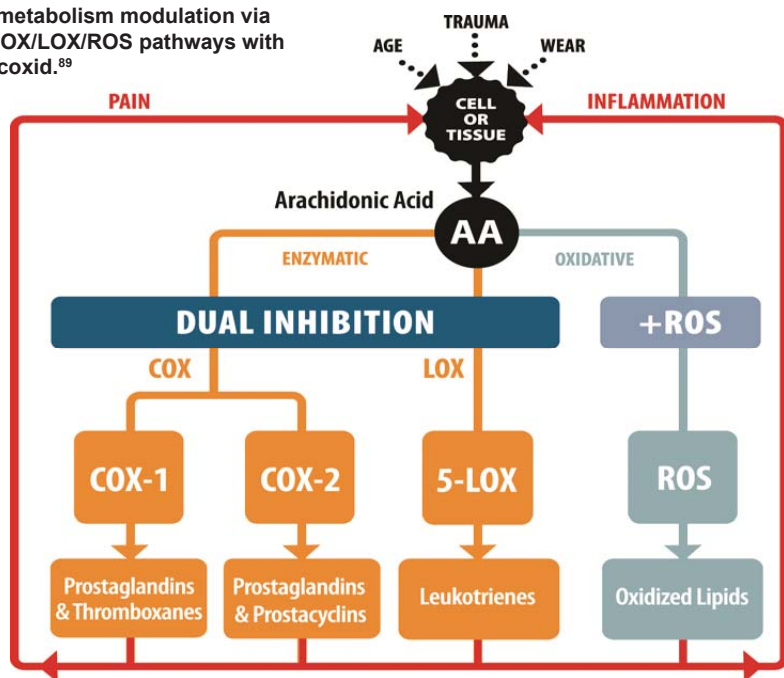 metabolism modulation via
OX/LOX/ROS pathways with
coxid.⁸⁹
TRAUMA
AGE
WEAR
PAIN
INFLAMMATION
CELL
OR
TISSUE
Arachidonic Acid
AA
ENZYMATIC
OXIDATIVE
DUAL INHIBITION
+ROS
COX
LOX
COX-1
COX-2
5-LOX
ROS
Prostaglandins
& Thromboxanes
Prostaglandins
& Prostacyclins
Leukotrienes
Oxidized Lipids